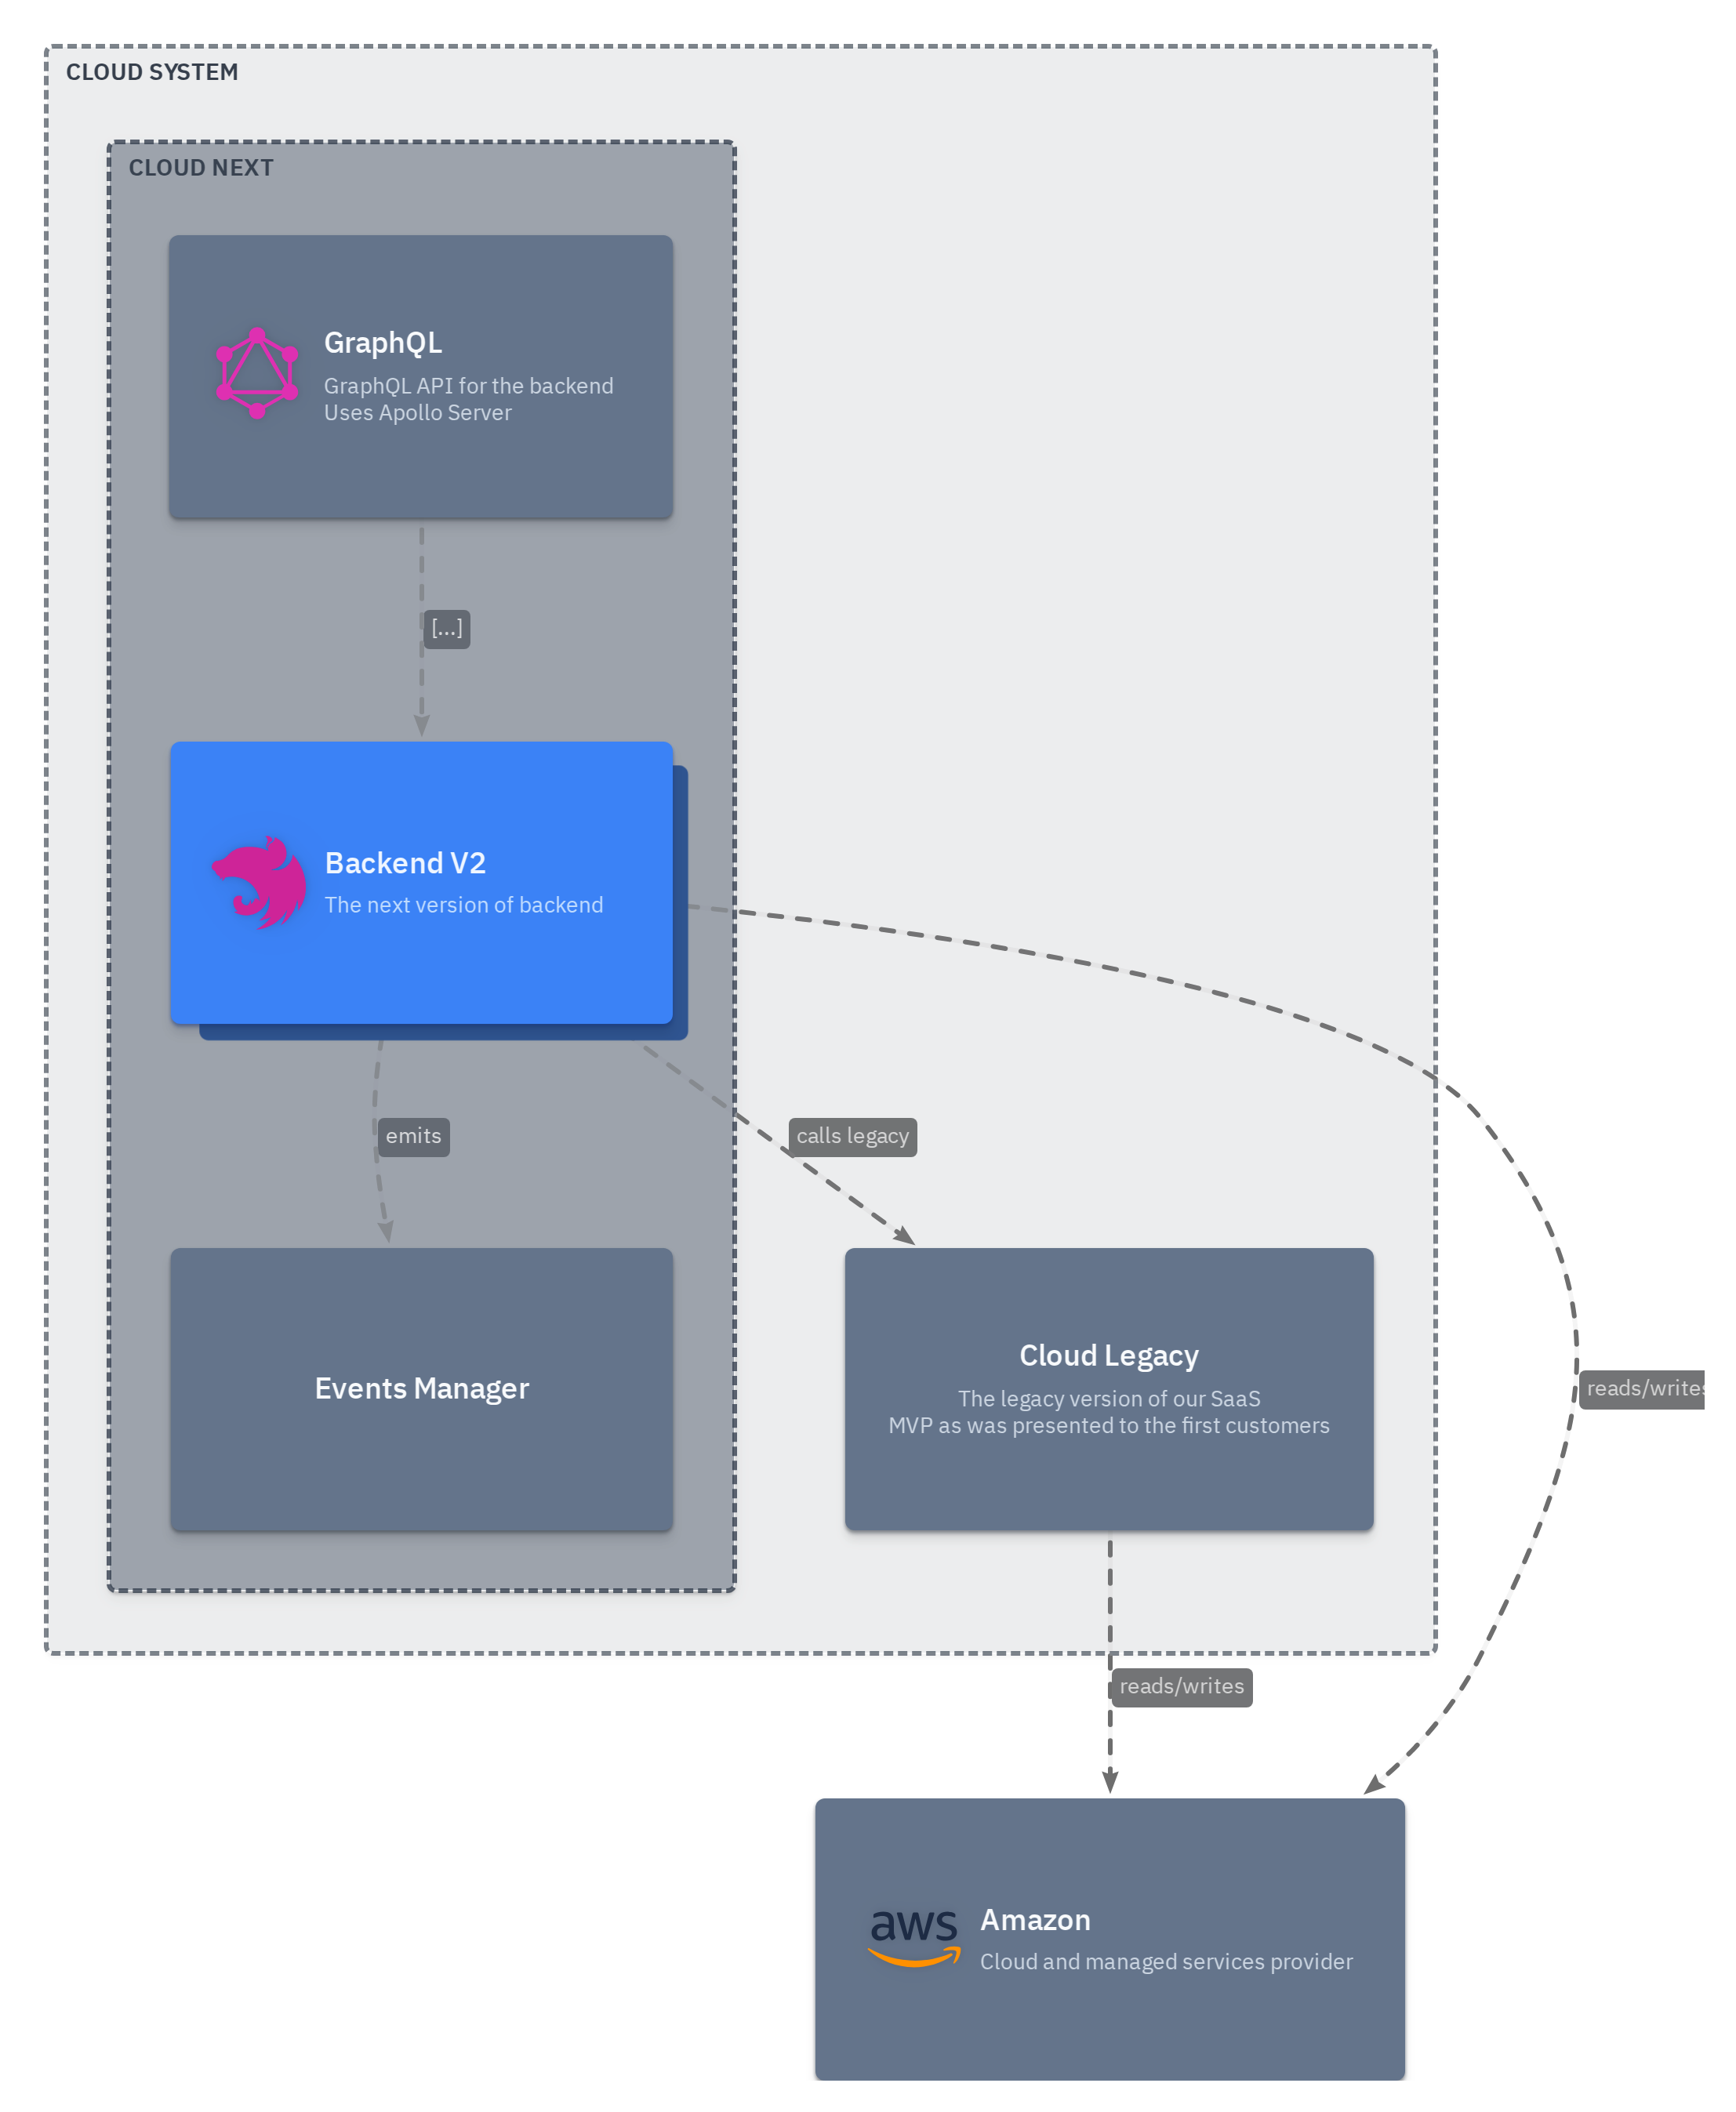 CLOUD SYSTEM
CLOUD NEXT
GraphQL
GraphQL API for the backend
Uses Apollo Server
[...]
Backend V2
The next version of backend
emits
calls legacy
Events Manager
Cloud Legacy
The legacy version of our SaaS
MVP as was presented to the first customers
reads/writes
reads/writes
aws
Amazon
Cloud and managed services provider